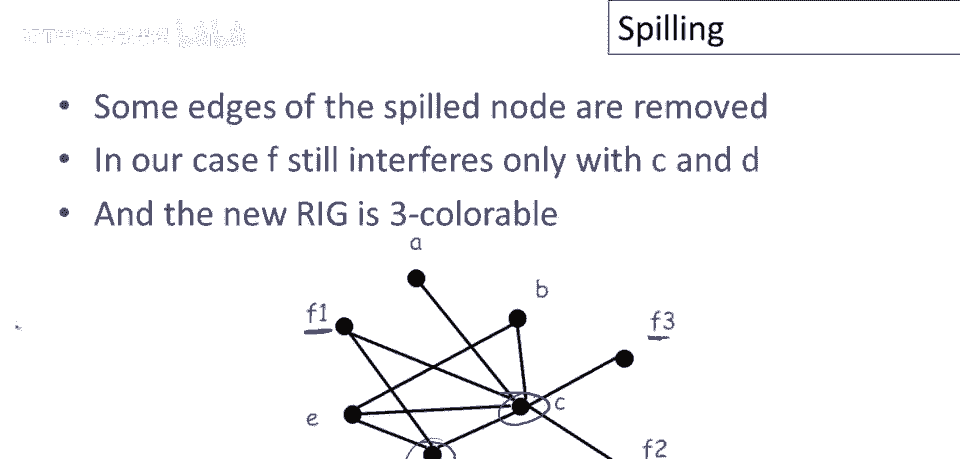 Spilling
• Some edges of the spilled node are removed
• In our case f still interferes only with c and d
• And the new RIG is 3-colorable
a
b
f1
f3
c
e
f2